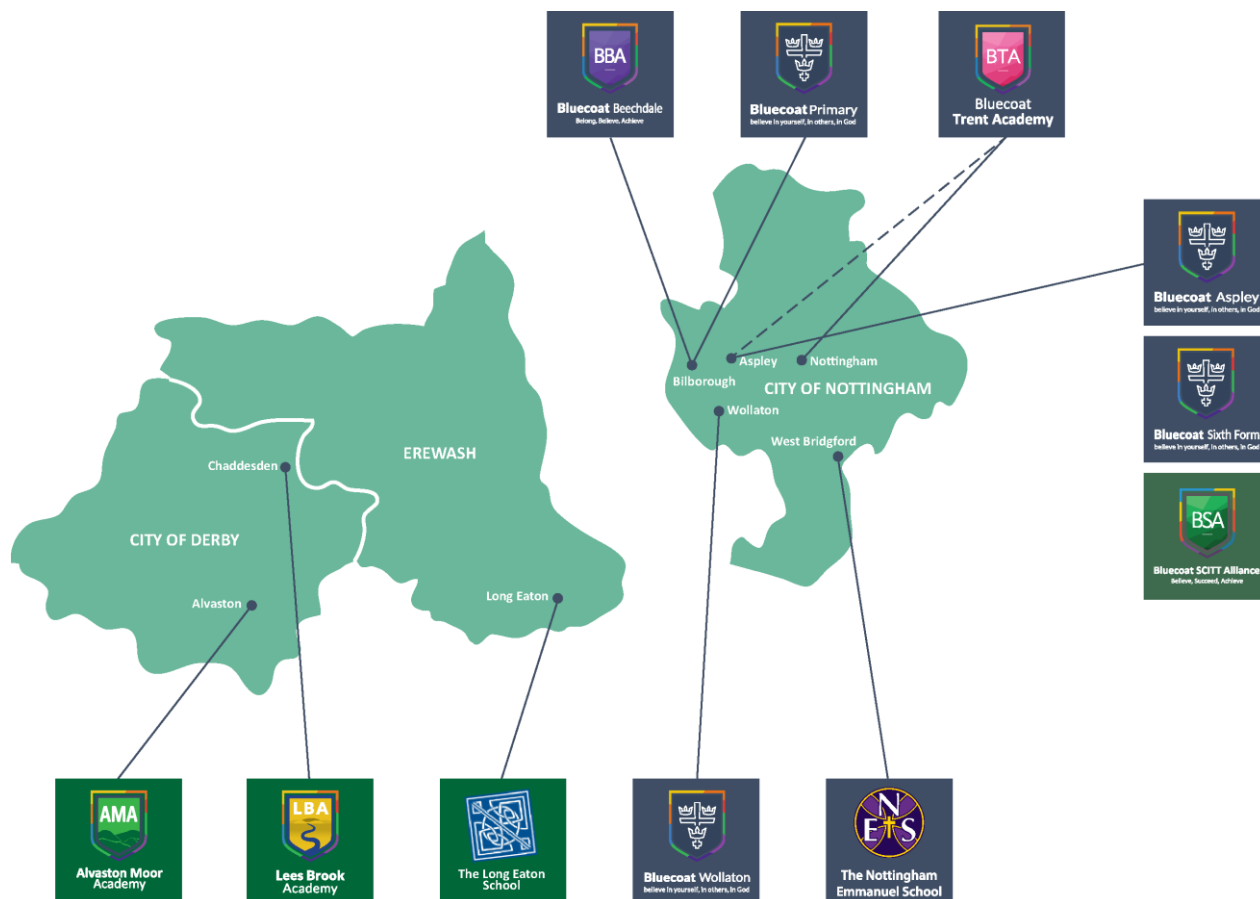 BBA
Bluecoat Beechdale
Belong, Believe, Achieve
Bluecoat Primary
believe in yourself, in others, in God
BTA
Bluecoat
Trent Academy
Bluecoat Aspley
believe in yourself, in others, in God
Bluecoat Sixth Form
believe in yourself, in others, in God
BSA
Bluecoat SCITT Alliance
Believe, Succeed, Achieve
Aspley
Nottingham
Bilborough
CITY OF NOTTINGHAM
Wollaton
West Bridgford
EREWASH
Chaddesden
CITY OF DERBY
Alvaston
Long Eaton
AMA
Alvaston Moor
Academy
LBA
Lees Brook
Academy
The Long Eaton
School
Bluecoat Wollaton
believe in yourself, in others, in God
N
E S
The Nottingham
Emmanuel School